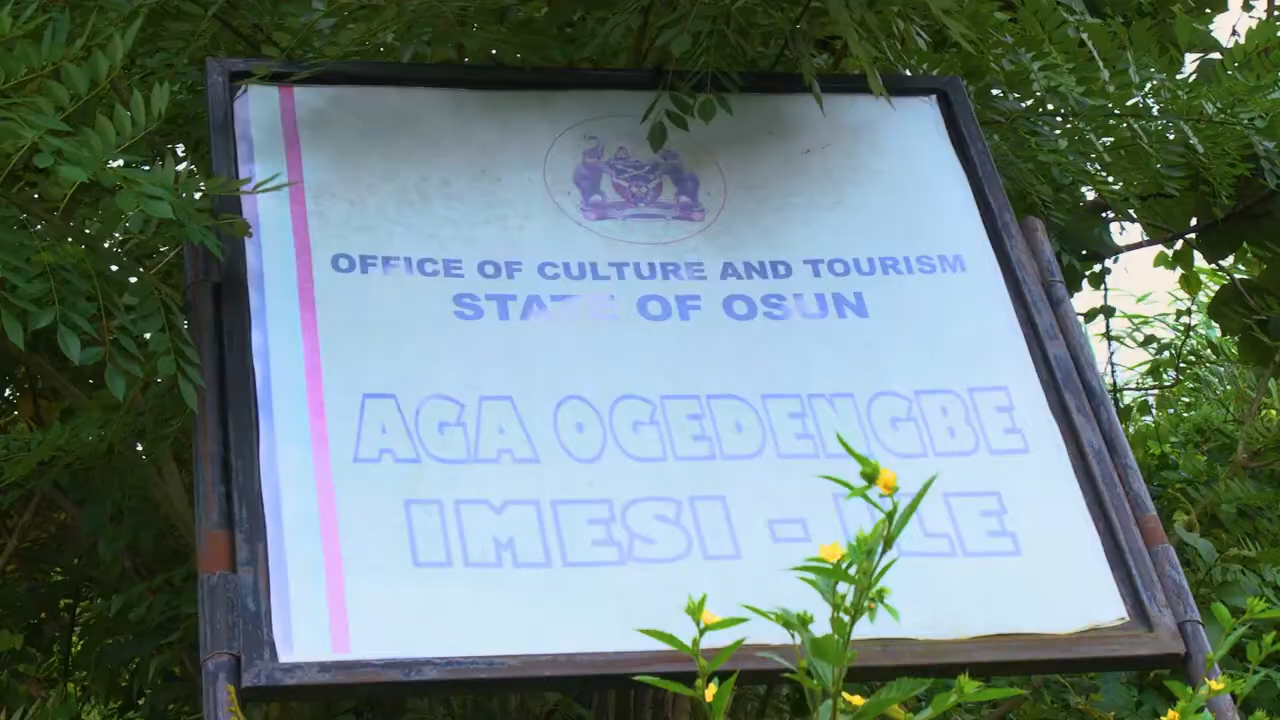 OFFICE OF CULTURE AND TOURISM
STATE OF OSUN
AGA OGEDENGBE
IMESI - ILE